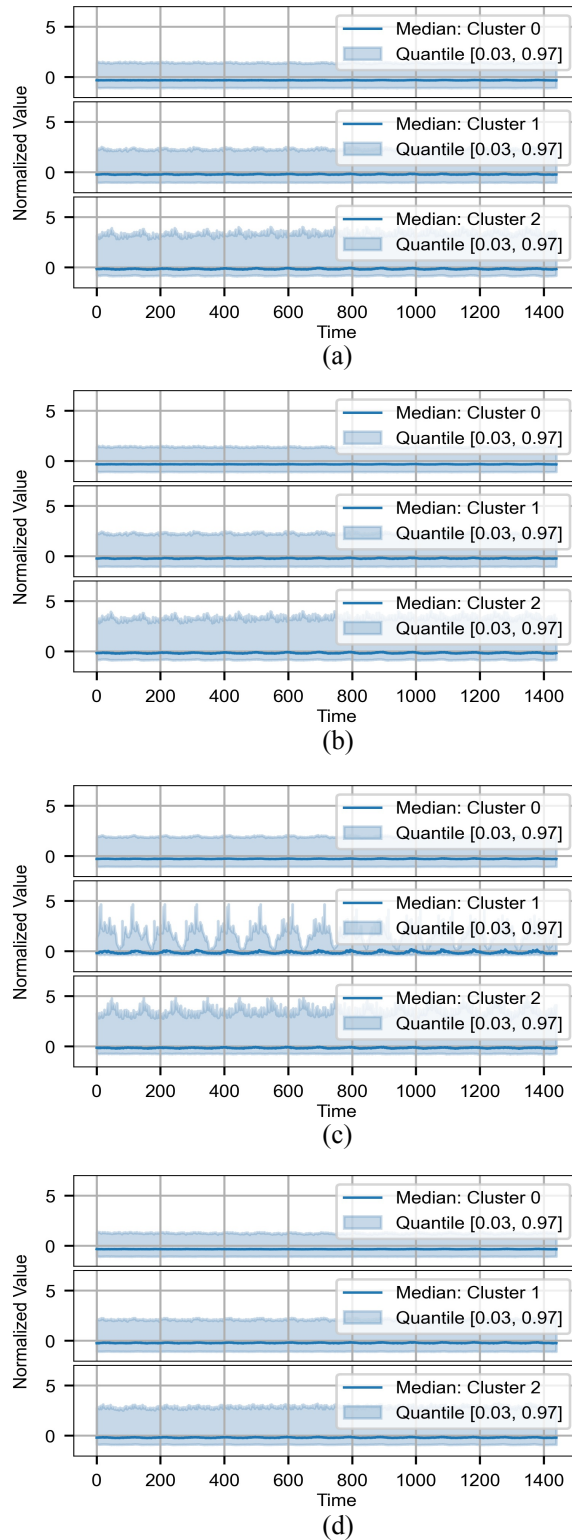 5
Median: Cluster 0
Quantile [0.03, 0.97]
0
Normalized Value
5
Median: Cluster 1
Quantile [0.03, 0.97]
0
5
Median: Cluster 2
Quantile [0.03, 0.97]
0
0 200 400 600 800 1000 1200 1400
Time
(a)
5
Median: Cluster 0
Quantile [0.03, 0.97]
0
Normalized Value
5
Median: Cluster 1
Quantile [0.03, 0.97]
0
5
Median: Cluster 2
Quantile [0.03, 0.97]
0
0 200 400 600 800 1000 1200 1400
Time
(b)
5
Median: Cluster 0
Quantile [0.03, 0.97]
0
Normalized Value
5
Median: Cluster 1
Quantile [0.03, 0.97]
0
5
Median: Cluster 2
Quantile [0.03, 0.97]
0
0 200 400 600 800 1000 1200 1400
Time
(c)
5
Median: Cluster 0
Quantile [0.03, 0.97]
0
Normalized Value
5
Median: Cluster 1
Quantile [0.03, 0.97]
0
5
Median: Cluster 2
Quantile [0.03, 0.97]
0
0 200 400 600 800 1000 1200 1400
Time
(d)